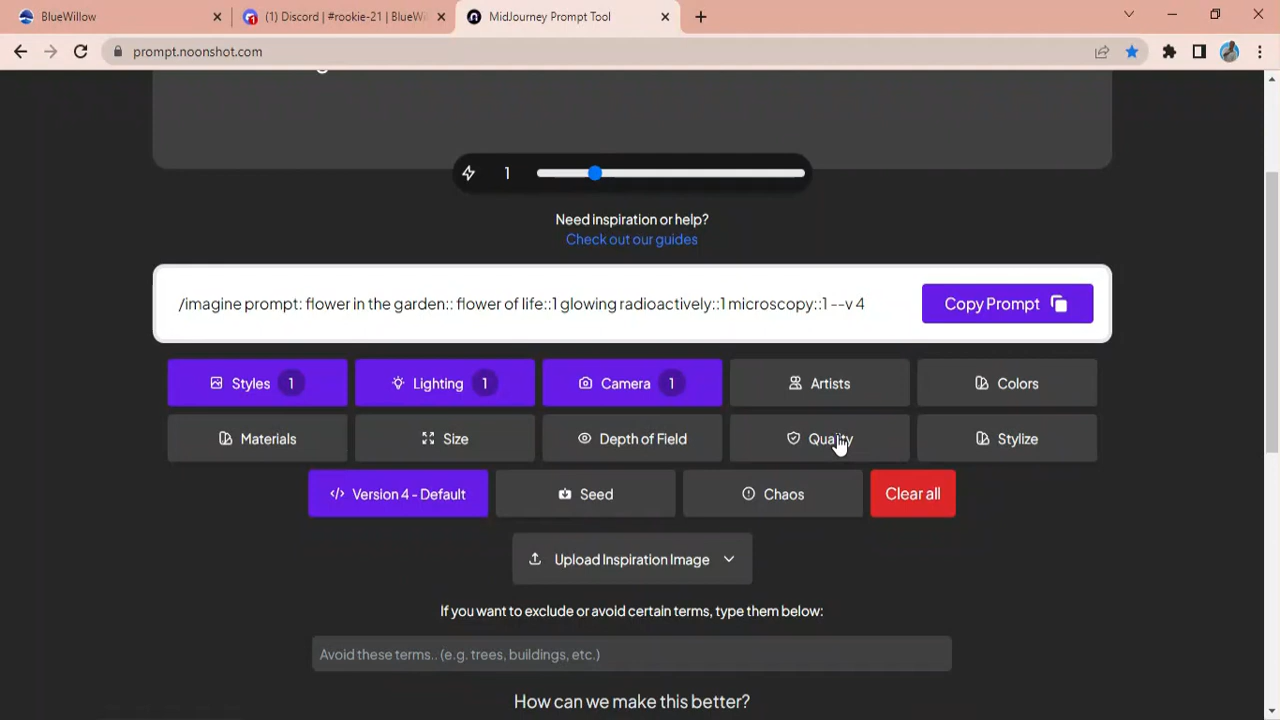 BlueWillow
(1) Discord | #rookie-21 | BlueWi
MidJourney Prompt Tool
prompt.noonshot.com
1
Need inspiration or help?
Check out our guides
/imagine prompt: flower in the garden:: flower of life::1 glowing radioactively::1 microscopy::1 --v 4
Copy Prompt
Styles 1
Lighting 1
Camera 1
Artists
Colors
Materials
Size
Depth of Field
Quality
Stylize
</> Version 4 - Default
Seed
Chaos
Clear all
Upload Inspiration Image
If you want to exclude or avoid certain terms, type them below:
Avoid these terms.. (e.g. trees, buildings, etc.)
How can we make this better?